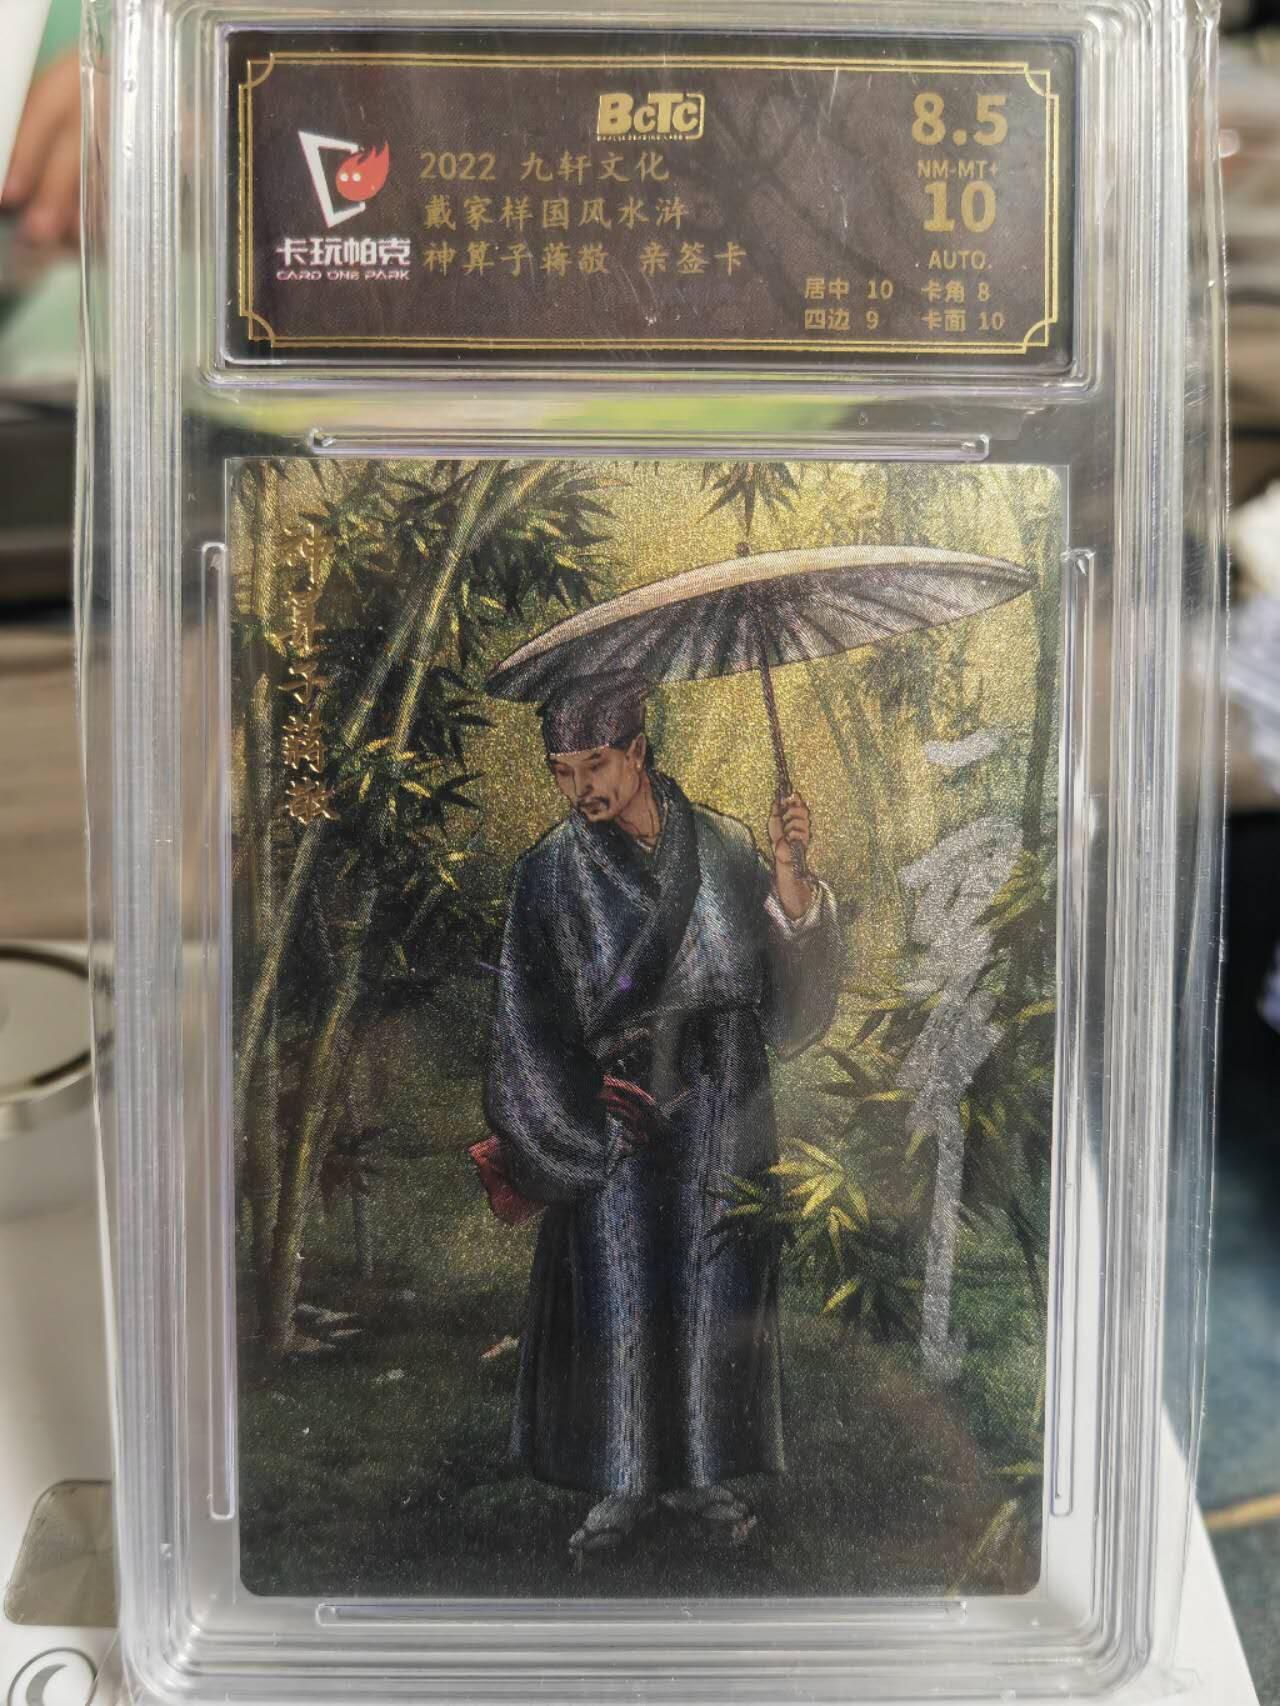 BcTc
8.5
NM-MT+
10
AUTO.
2022 九轩文化
戴家样国风水浒
神算子蒋敬 亲签卡
卡玩帕克
CARD ONE PARK
居中 10 卡角 8
四边 9 卡面 10
神算子蒋敬